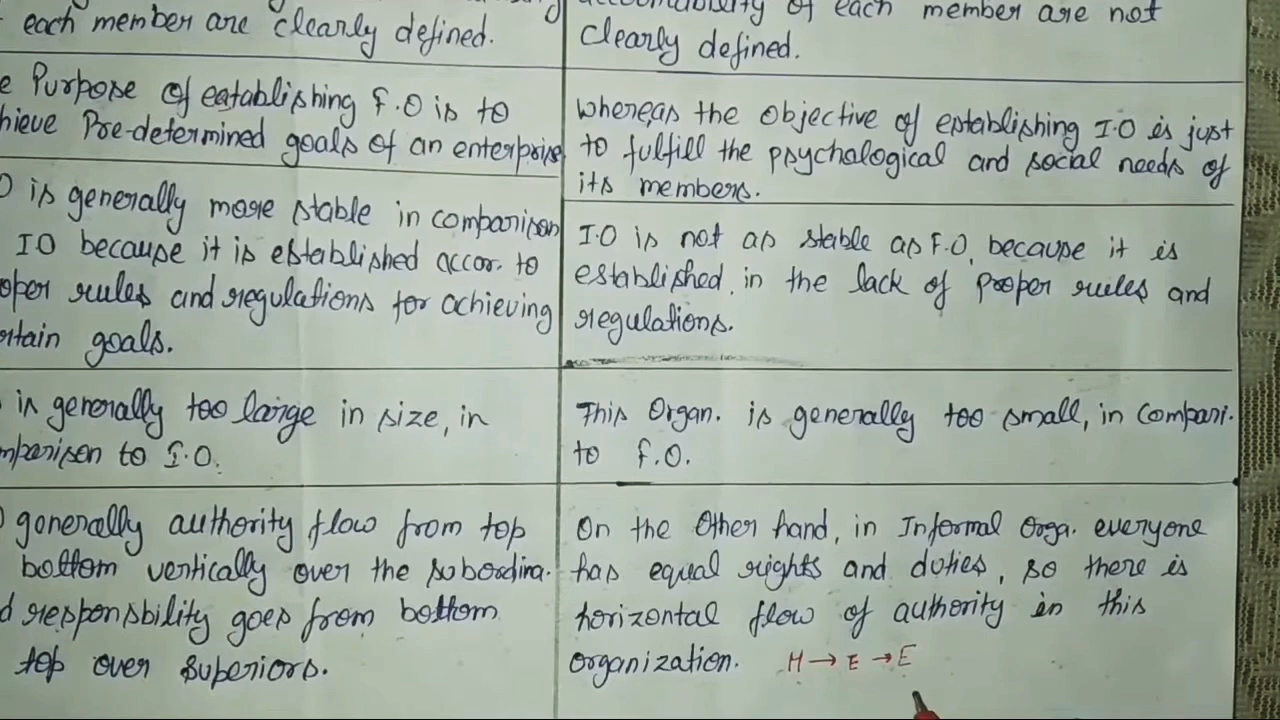 each member are clearly defined.
accountability of each member are not
clearly defined.
e Purpose of eatablishing F.O is to
hieve Pre-determined goals of an enterprise
whereas the objective of establishing I.O is just
to fulfill the psychalogical and social needs of
its members.
O is generally more stable in comparison
IO because it is established accor. to
oper rules and regulations for achieving
rtain goals.
I.O is not as stable as F.O, because it is
established in the lack of proper rules and
regulations.
is generally too large in size, in
mparison to I.O.
This Organ. is generally too small, in Compari.
to F.O.
O generally authority flow from top
bottom vertically over the subordina.
d responsbility goes from bottom
top over superiors.
On the Other hand, in Informal Orga. everyone
has equal rights and duties, so there is
horizontal flow of authority in this
organization. H → E → E